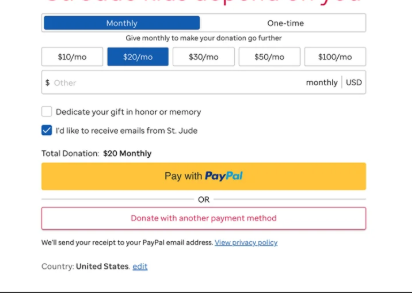 Monthly
One-time
Give monthly to make your donation go further
$10/mo
$20/mo
$30/mo
$50/mo
$100/mo
$ Other
monthly
USD
Dedicate your gift in honor or memory
I'd like to receive emails from St. Jude
Total Donation: $20 Monthly
Pay with PayPal
OR
Donate with another payment method
We'll send your receipt to your PayPal email address. View privacy policy
Country: United States. edit